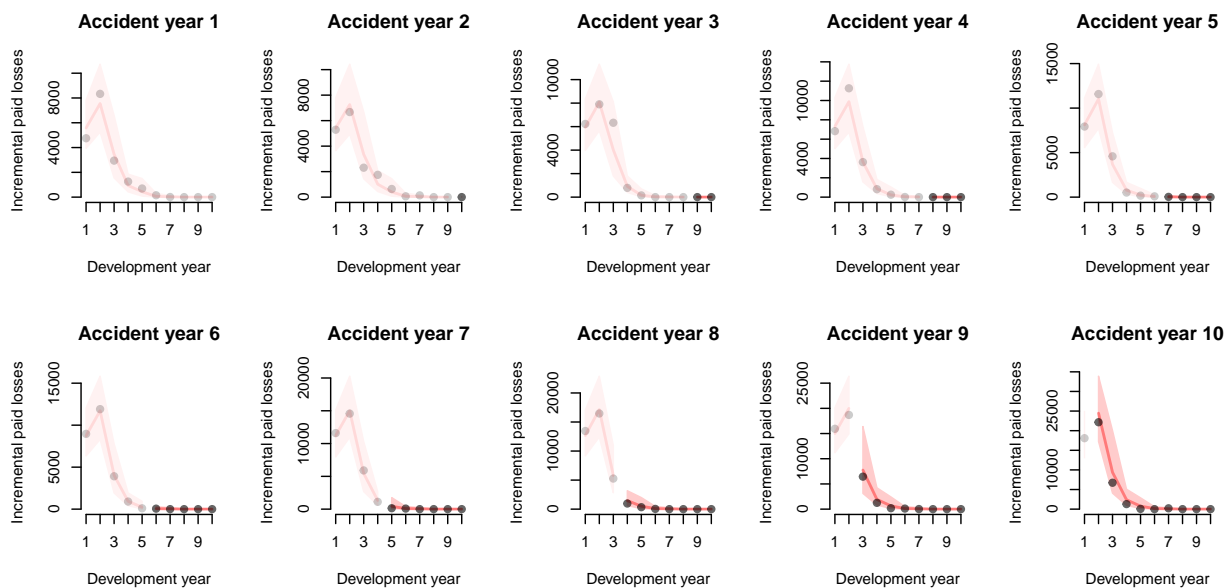 Accident year 1
Incremental paid losses
0 4000 8000
1 3 5 7 9
Development year
Accident year 2
Incremental paid losses
0 4000 8000
1 3 5 7 9
Development year
Accident year 3
Incremental paid losses
0 4000 10000
1 3 5 7 9
Development year
Accident year 4
Incremental paid losses
0 4000 10000
1 3 5 7 9
Development year
Accident year 5
Incremental paid losses
0 5000 15000
1 3 5 7 9
Development year
Accident year 6
Incremental paid losses
0 5000 15000
1 3 5 7 9
Development year
Accident year 7
Incremental paid losses
0 5000 20000
1 3 5 7 9
Development year
Accident year 8
Incremental paid losses
0 10000 20000
1 3 5 7 9
Development year
Accident year 9
Incremental paid losses
0 10000 25000
1 3 5 7 9
Development year
Accident year 10
Incremental paid losses
0 10000 25000
1 3 5 7 9
Development year